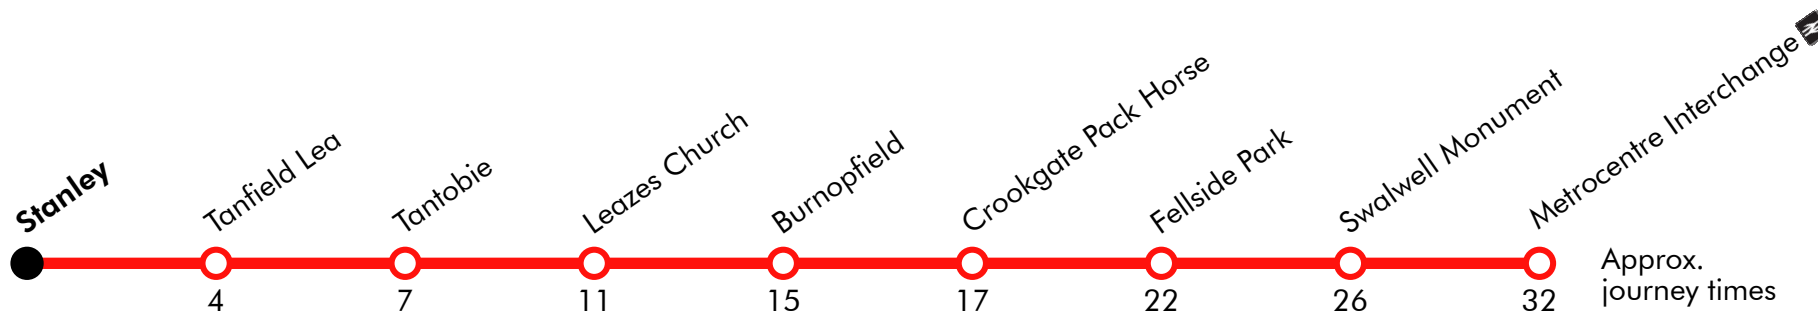 Stanley
Tanfield Lea
Tantobie
Leazes Church
Burnopfield
Crookgate Pack Horse
Fellside Park
Swalwell Monument
Metrocentre Interchange
4
7
11
15
17
22
26
32
Approx.
journey times